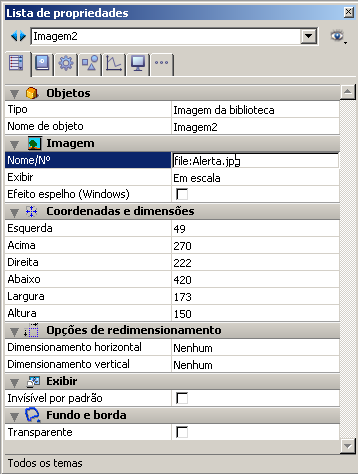 Lista de propriedades
Imagem2
Objetos
Tipo Imagem da biblioteca
Nome de objeto Imagem2
Imagem
Nome/Nº file:Alerta.jpg
Exibir Em escala
Efeito espelho (Windows)
Coordenadas e dimensões
Esquerda 49
Acima 270
Direita 222
Abaixo 420
Largura 173
Altura 150
Opções de redimensionamento
Dimensionamento horizontal Nenhum
Dimensionamento vertical Nenhum
Exibir
Invísível por padrão
Fundo e borda
Transparente
Todos os temas